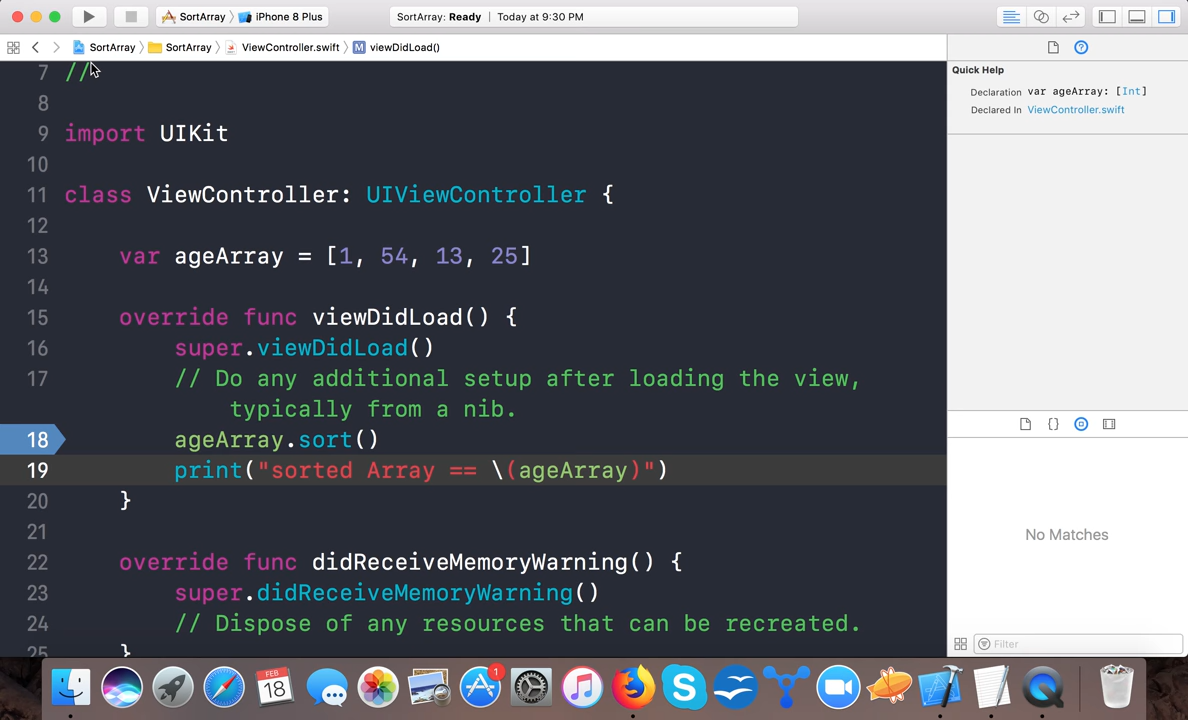 SortArray
iPhone 8 Plus
SortArray: Ready | Today at 9:30 PM
SortArray
SortArray
ViewController.swift
M viewDidLoad()
7 //
8
9 import UIKit
10
11 class ViewController: UIViewController {
12
13 var ageArray = [1, 54, 13, 25]
14
15 override func viewDidLoad() {
16 super.viewDidLoad()
17 // Do any additional setup after loading the view,
typically from a nib.
18 ageArray.sort()
19 print("sorted Array == \(ageArray)")
20 }
21
22 override func didReceiveMemoryWarning() {
23 super.didReceiveMemoryWarning()
24 // Dispose of any resources that can be recreated.
25 }
Quick Help
Declaration var ageArray: [Int]
Declared In ViewController.swift
{}
No Matches
Filter
FEB
18
1